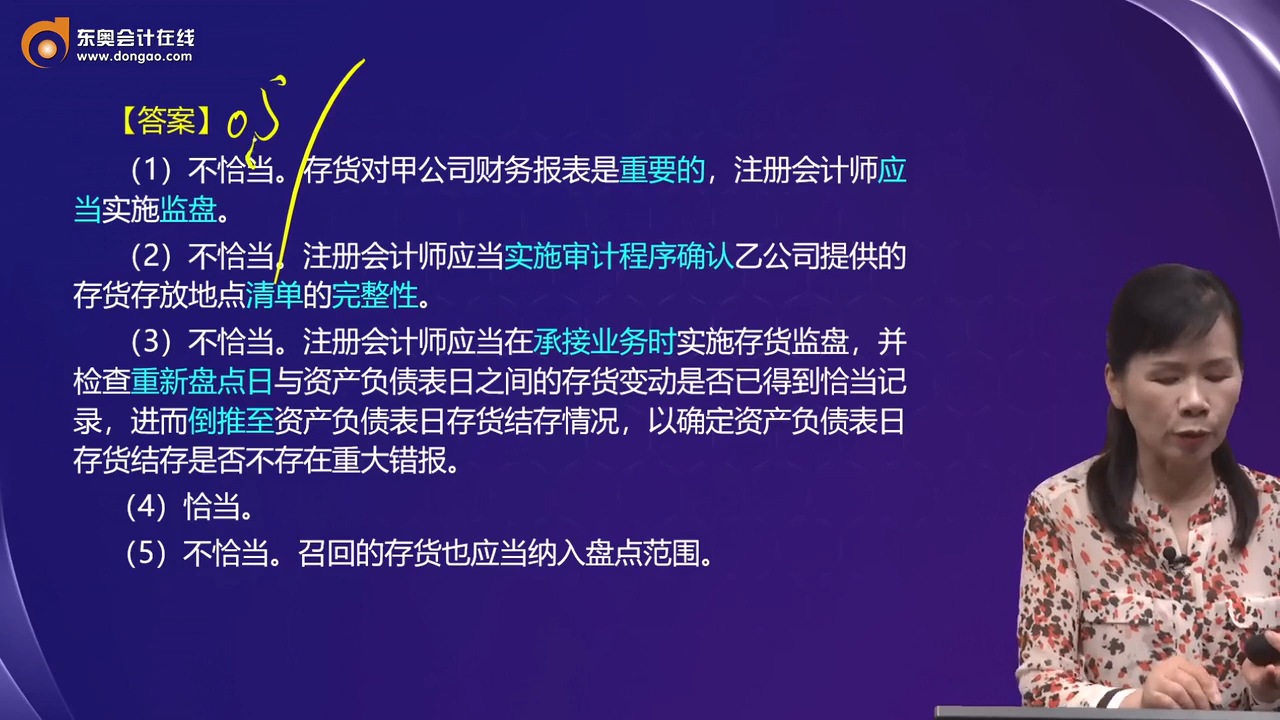 东奥会计在线
www.dongao.com
【答案】0.5
（1）不恰当。存货对甲公司财务报表是重要的，注册会计师应
当实施监盘。
（2）不恰当。注册会计师应当实施审计程序确认乙公司提供的
存货存放地点清单的完整性。
（3）不恰当。注册会计师应当在承接业务时实施存货监盘，并
检查重新盘点日与资产负债表日之间的存货变动是否已得到恰当记
录，进而倒推至资产负债表日存货结存情况，以确定资产负债表日
存货结存是否不存在重大错报。
（4）恰当。
（5）不恰当。召回的存货也应当纳入盘点范围。